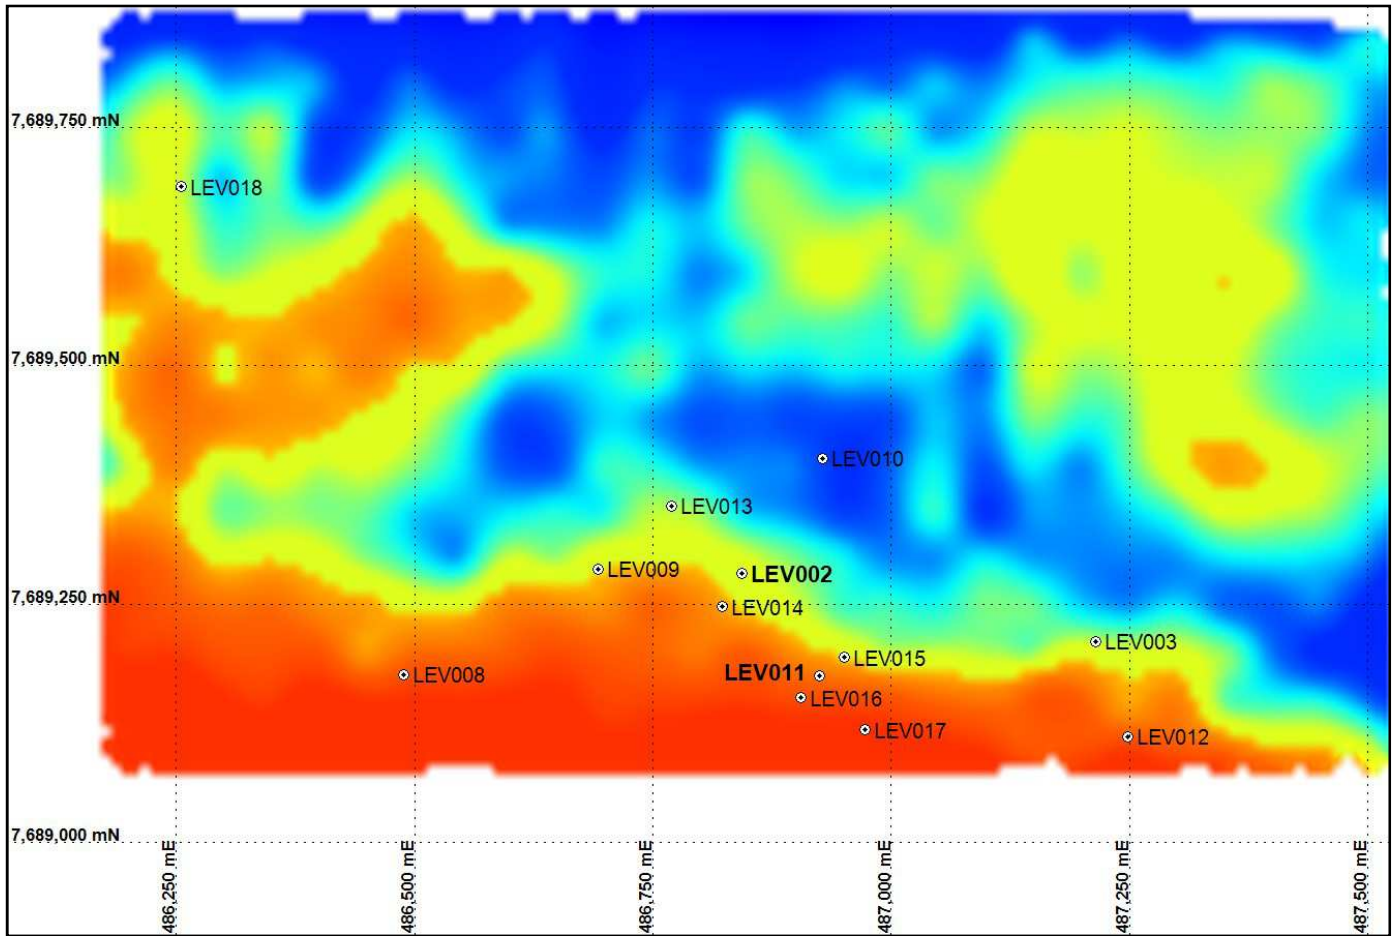 7,689,750 mN
LEV018
7,689,500 mN
LEV010
LEV013
LEV009
LEV002
7,689,250 mN
LEV014
LEV003
LEV015
LEV011
LEV008
LEV016
LEV017
LEV012
7,689,000 mN
486,250 mE
486,500 mE
486,750 mE
487,000 mE
487,250 mE
487,500 mE